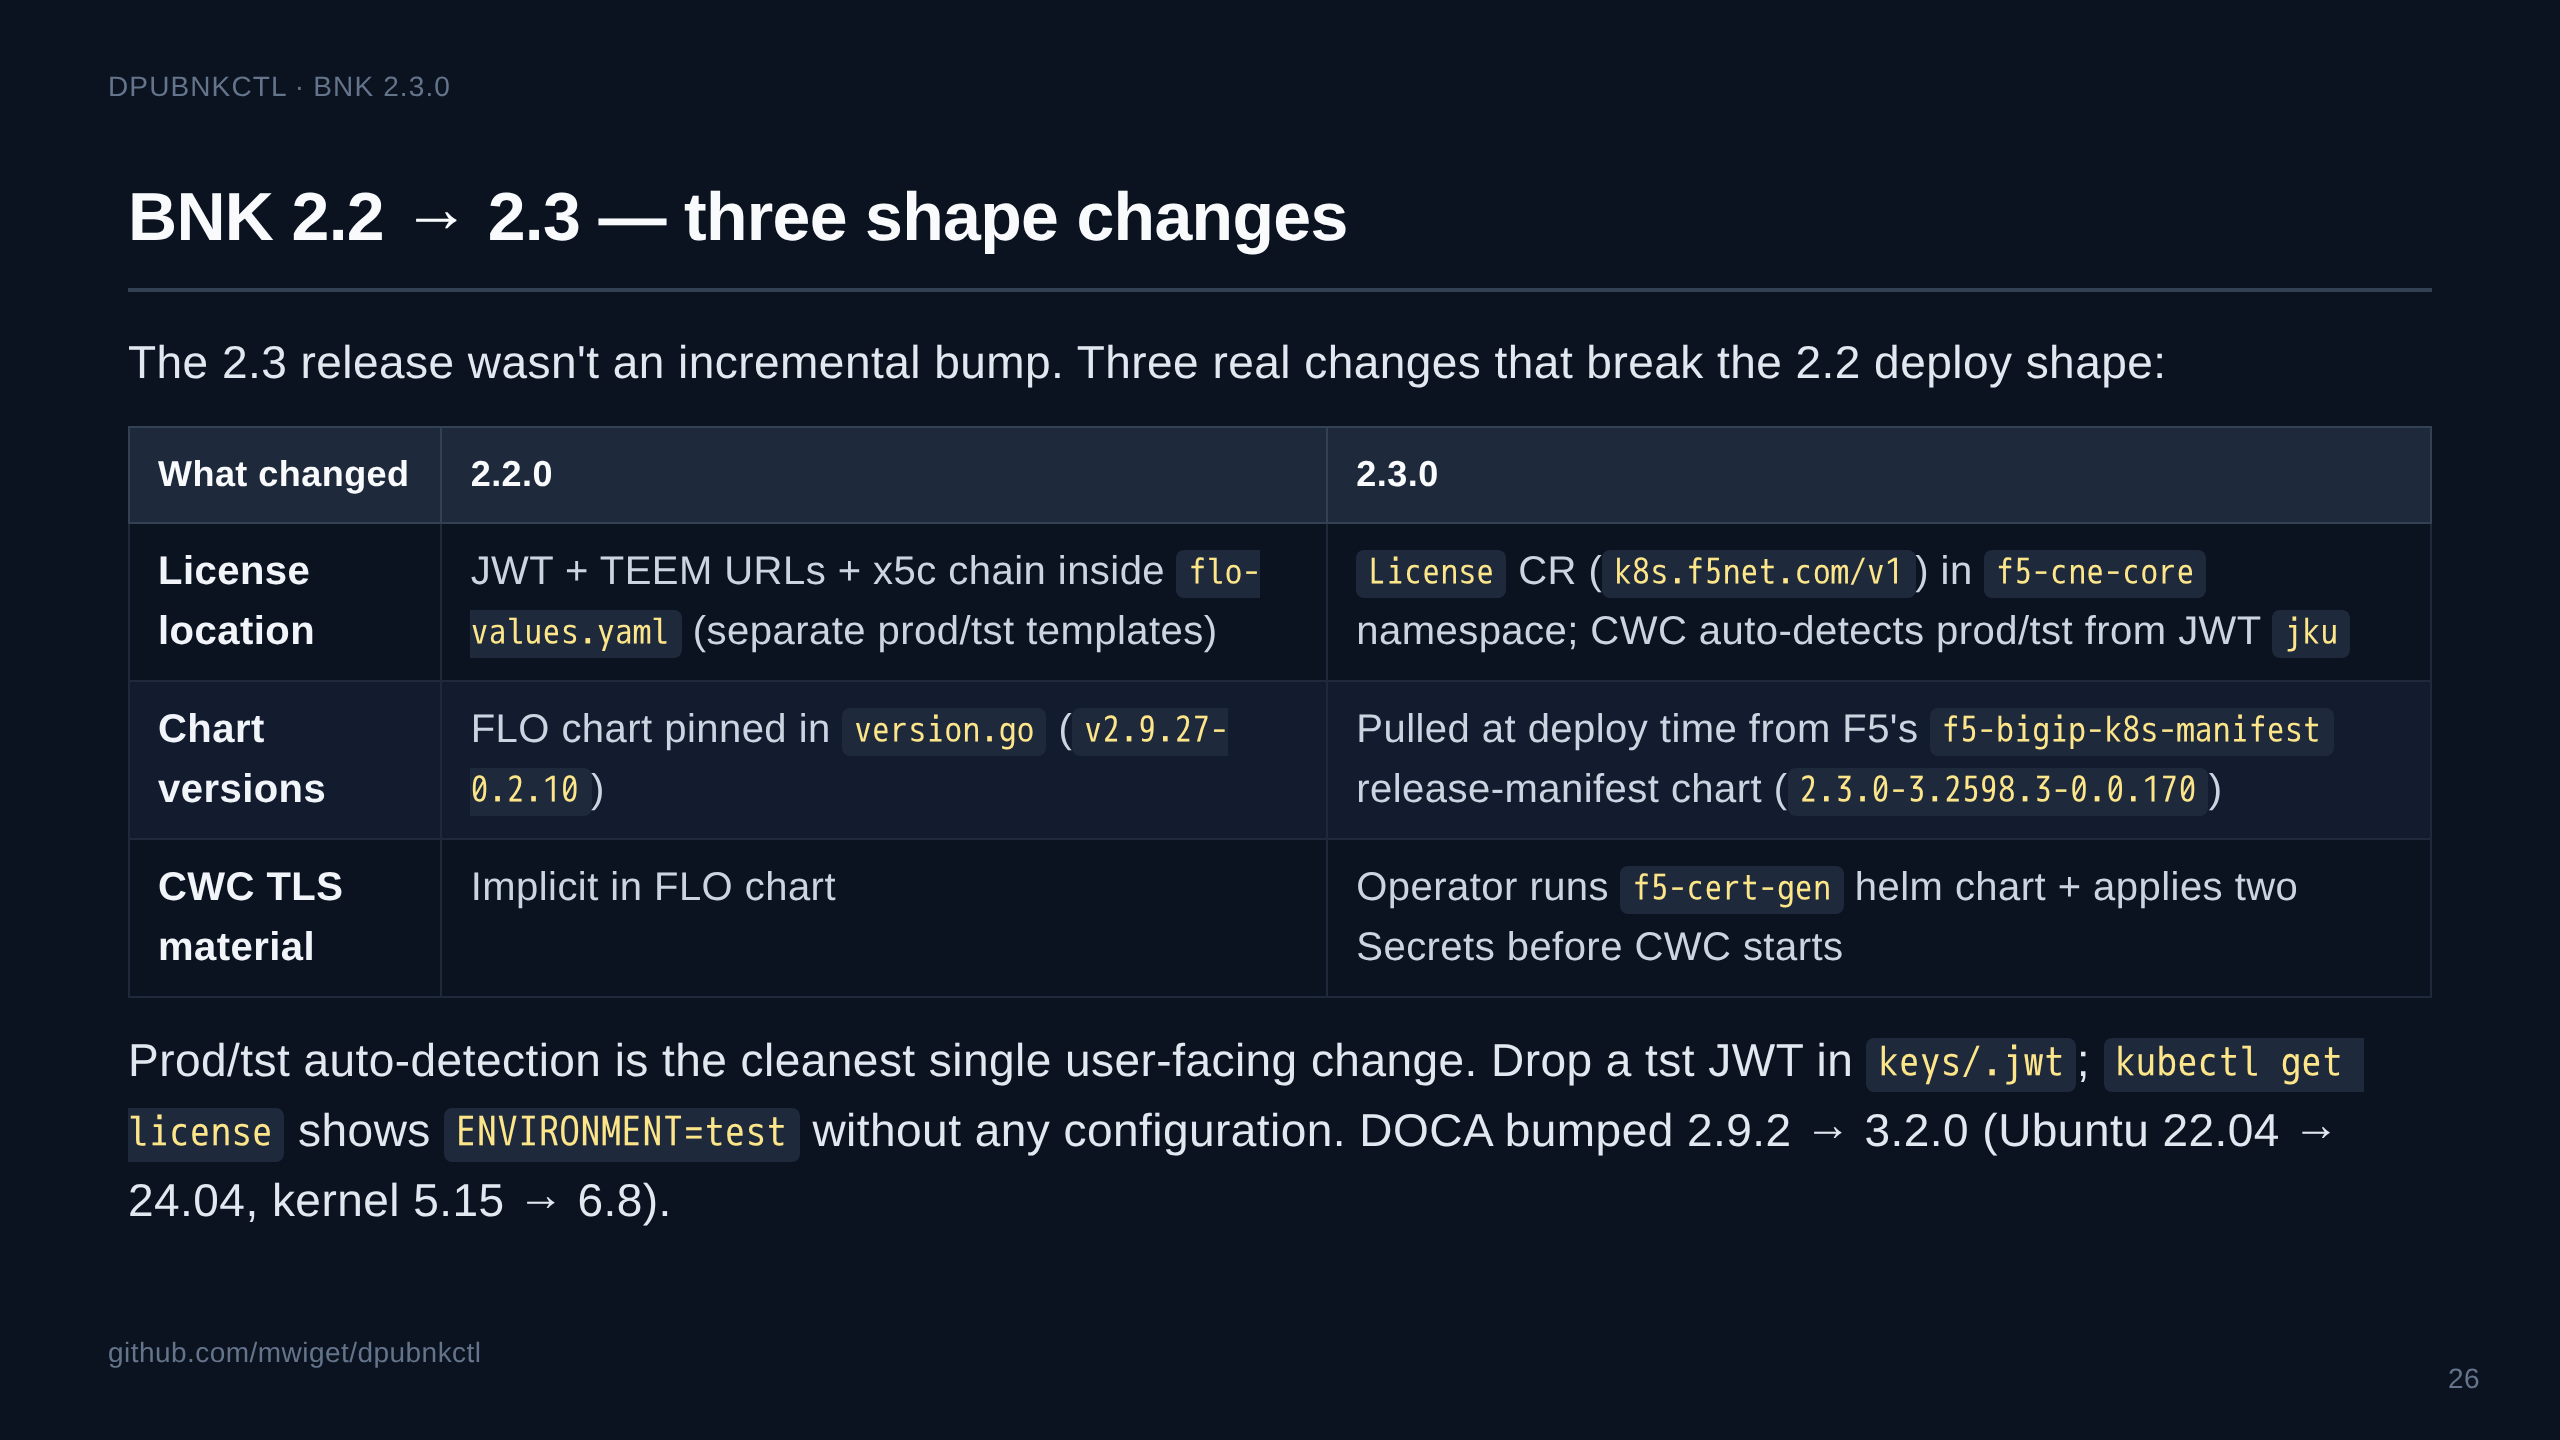 DPUBNKCTL · BNK 2.3.0
BNK 2.2 → 2.3 — three shape changes
The 2.3 release wasn't an incremental bump. Three real changes that break the 2.2 deploy shape:
What changed
2.2.0
2.3.0
License
location
JWT + TEEM URLs + x5c chain inside flo-
values.yaml (separate prod/tst templates)
License CR (k8s.f5net.com/v1) in f5-cne-core
namespace; CWC auto-detects prod/tst from JWT jku
Chart
versions
FLO chart pinned in version.go (v2.9.27-
0.2.10)
Pulled at deploy time from F5's f5-bigip-k8s-manifest
release-manifest chart (2.3.0-3.2598.3-0.0.170)
CWC TLS
material
Implicit in FLO chart
Operator runs f5-cert-gen helm chart + applies two
Secrets before CWC starts
Prod/tst auto-detection is the cleanest single user-facing change. Drop a tst JWT in keys/.jwt; kubectl get
license shows ENVIRONMENT=test without any configuration. DOCA bumped 2.9.2 → 3.2.0 (Ubuntu 22.04 →
24.04, kernel 5.15 → 6.8).
github.com/mwiget/dpubnkctl
26